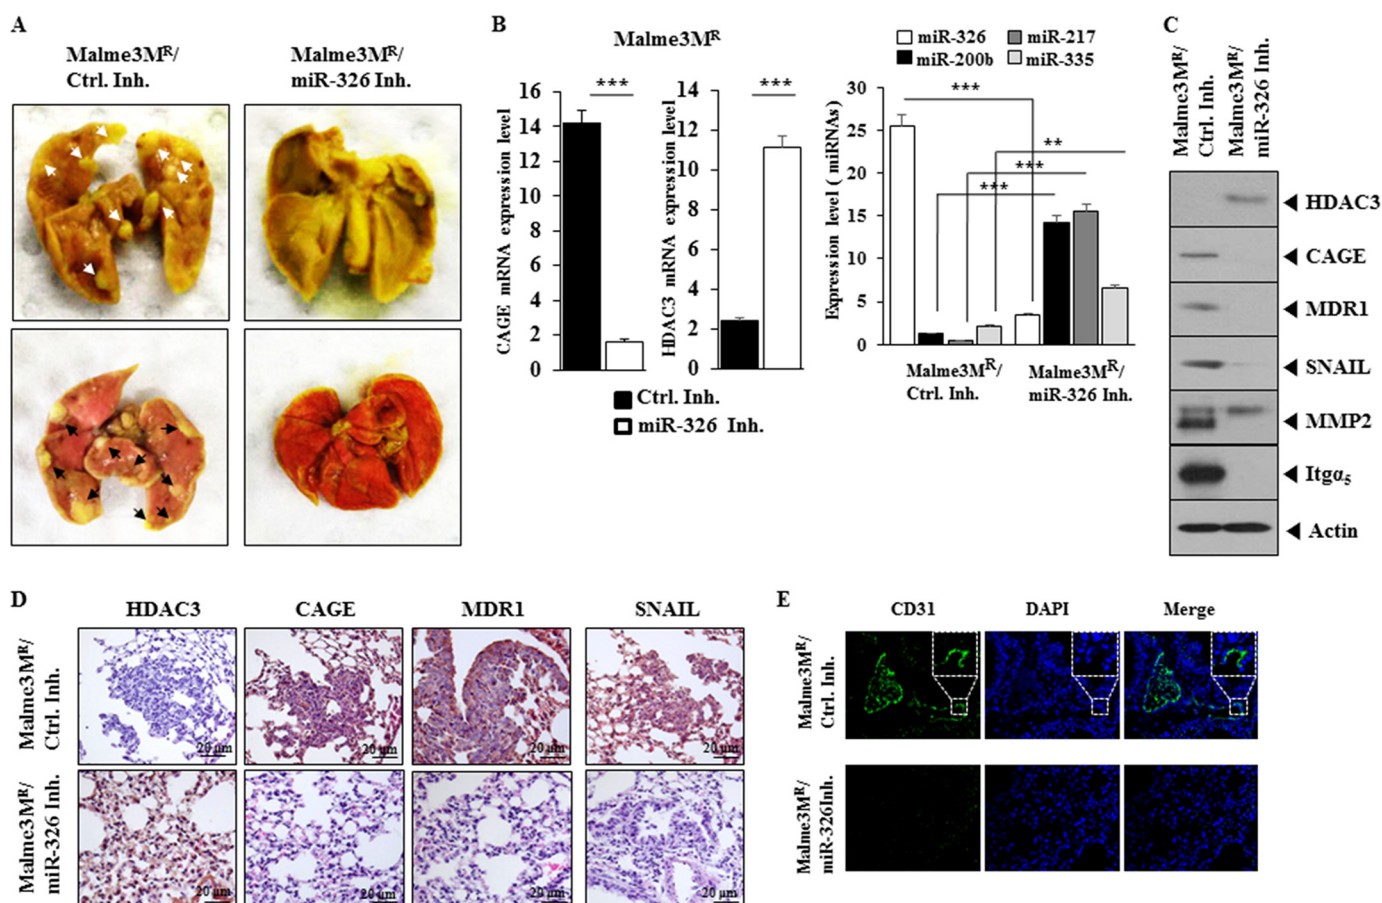 A
Malme3Mᴿ/
Ctrl. Inh.
Malme3Mᴿ/
miR-326 Inh.
B
Malme3Mᴿ
CAGE mRNA expression level
16
14
12
10
8
6
4
2
0
***
HDAC3 mRNA expression level
14
12
10
8
6
4
2
0
***
Ctrl. Inh.
miR-326 Inh.
miR-326
miR-217
miR-200b
miR-335
Expression level ( miRNAs)
30
25
20
15
10
5
0
***
**
***
***
Malme3Mᴿ/
Ctrl. Inh.
Malme3Mᴿ/
miR-326 Inh.
C
Malme3Mᴿ/
Ctrl. Inh.
Malme3Mᴿ/
miR-326 Inh.
HDAC3
CAGE
MDR1
SNAIL
MMP2
Itgα₅
Actin
D
HDAC3
CAGE
MDR1
SNAIL
Malme3Mᴿ/
Ctrl. Inh.
20 µm
20 µm
20 µm
20 µm
Malme3Mᴿ/
miR-326 Inh.
20 µm
20 µm
20 µm
20 µm
E
CD31
DAPI
Merge
Malme3Mᴿ/
Ctrl. Inh.
Malme3Mᴿ/
miR-326Inh.